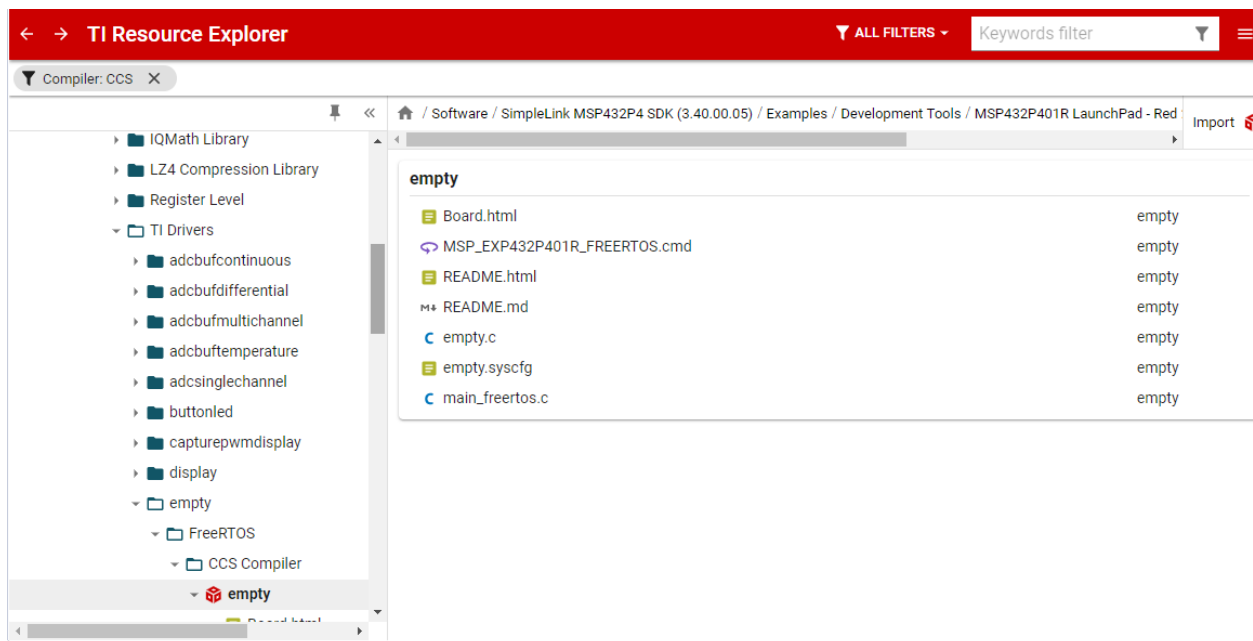 TI Resource Explorer
ALL FILTERS
Keywords filter
Compiler: CCS
/ Software / SimpleLink MSP432P4 SDK (3.40.00.05) / Examples / Development Tools / MSP432P401R LaunchPad - Red
Import
IQMath Library
LZ4 Compression Library
Register Level
TI Drivers
adcbufcontinuous
adcbufdifferential
adcbufmultichannel
adcbuftemperature
adcsinglechannel
buttonled
capturepwmdisplay
display
empty
FreeRTOS
CCS Compiler
empty
Board.html
empty
Board.html empty
MSP_EXP432P401R_FREERTOS.cmd empty
README.html empty
M↓ README.md empty
C empty.c empty
empty.syscfg empty
C main_freertos.c empty